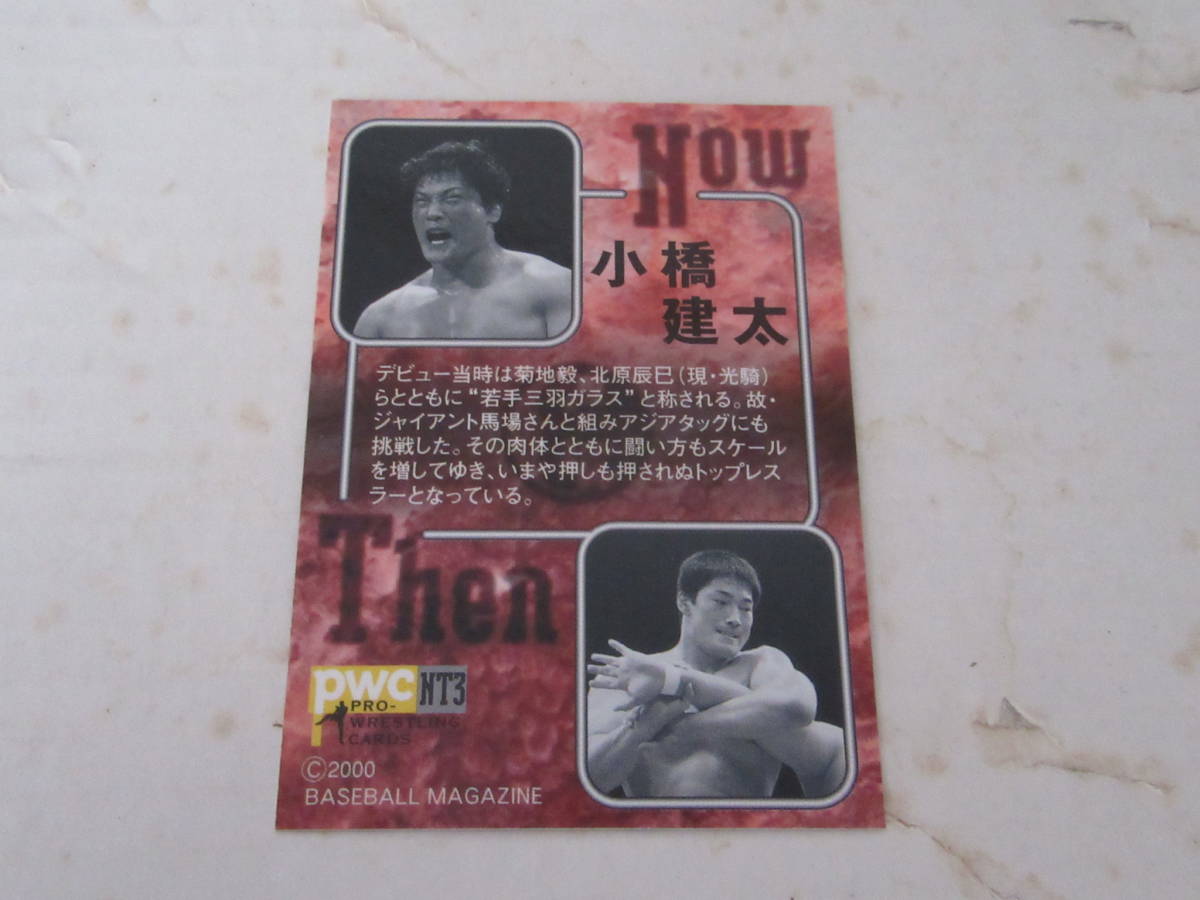 Now
小橋
建太
デビュー当時は菊地毅、北原辰巳(現・光騎)
らとともに“若手三羽ガラス”と称される。故・
ジャイアント馬場さんと組みアジアタッグにも
挑戦した。その肉体とともに闘い方もスケール
を増してゆき、いまや押しも押されぬトップレス
ラーとなっている。
Then
pwc NT3
PRO-
WRESTLING
CARDS
©2000
BASEBALL MAGAZINE